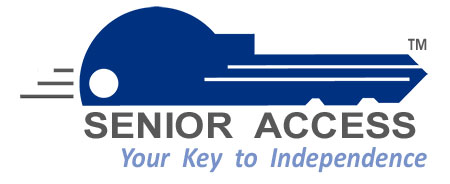 TM
SENIOR ACCESS
Your Key to Independence